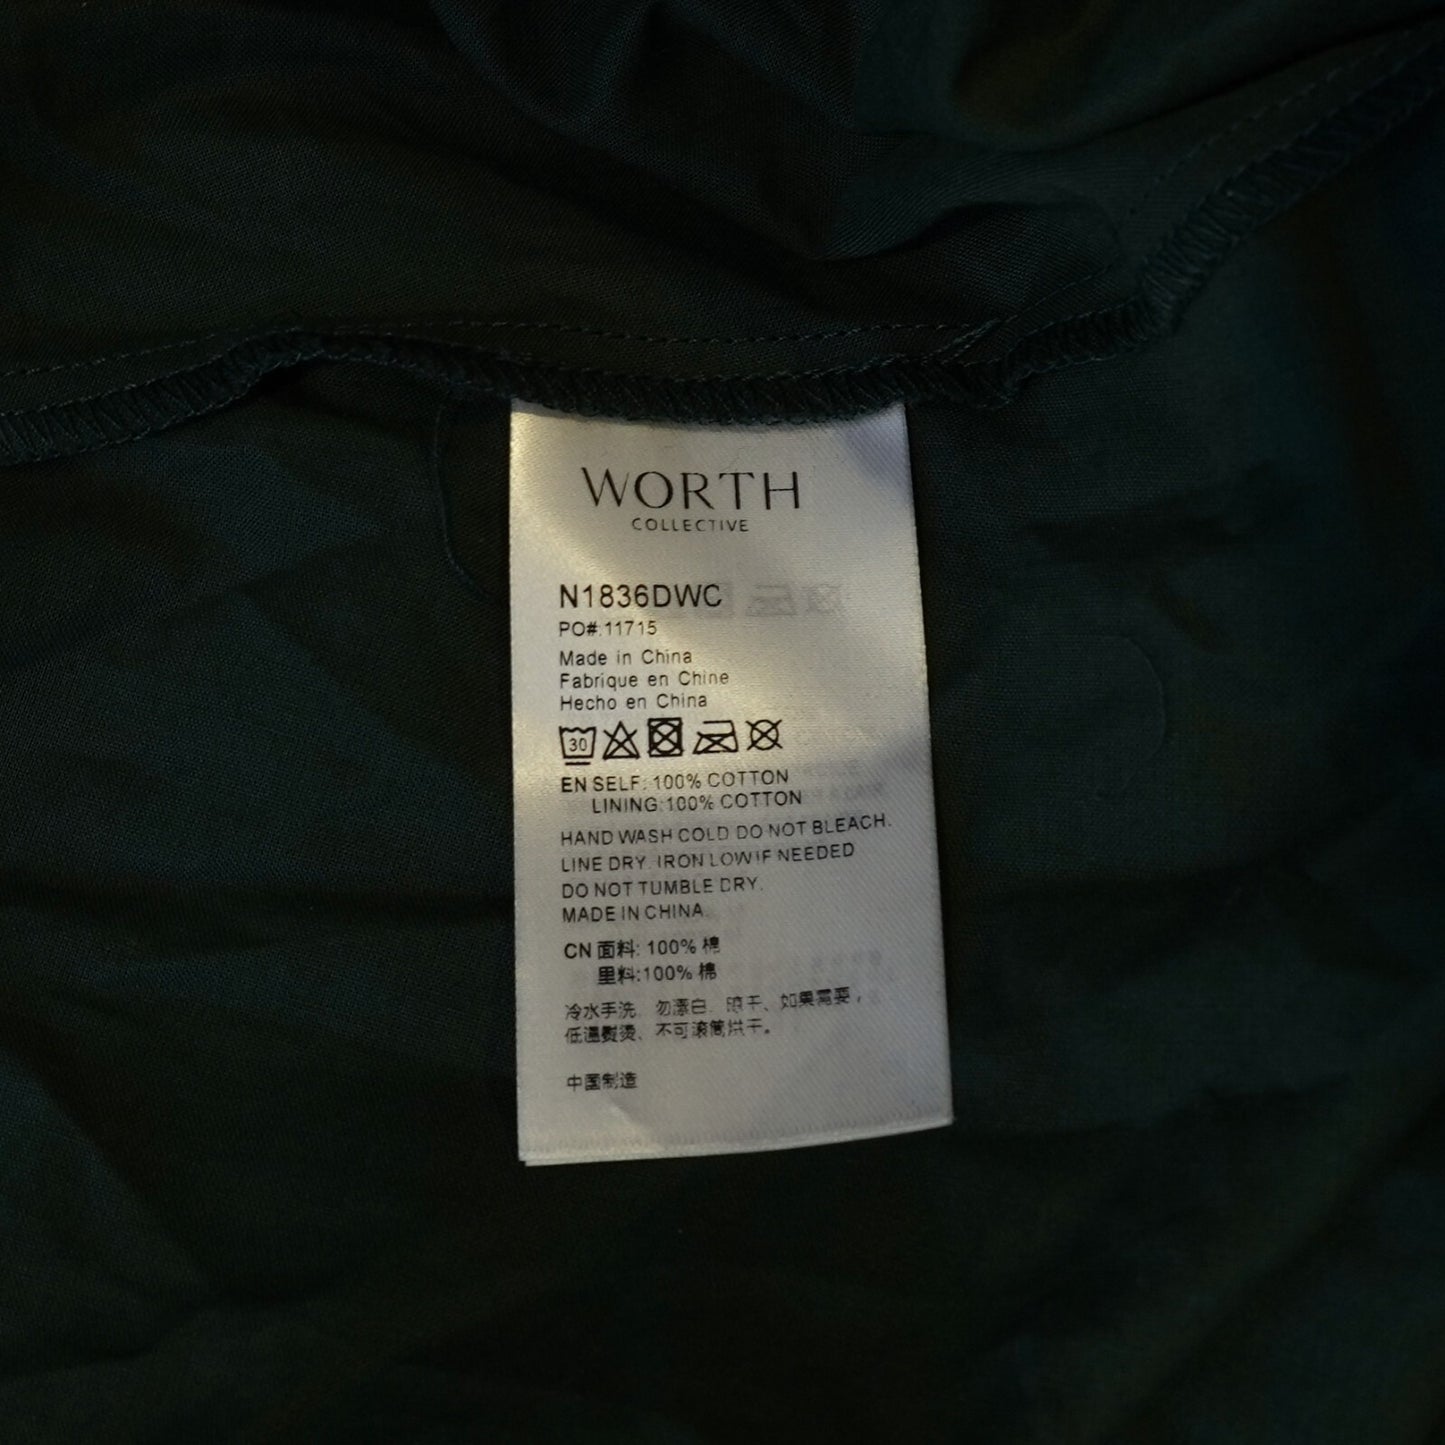 WORTH
COLLECTIVE
N1836DWC
PO#:11715
Made in China
Fabrique en Chine
Hecho en China
30
EN SELF: 100% COTTON
LINING:100% COTTON
HAND WASH COLD DO NOT BLEACH.
LINE DRY. IRON LOW IF NEEDED
DO NOT TUMBLE DRY.
MADE IN CHINA.
CN 面料: 100% 棉
里料:100% 棉
冷水手洗、勿漂白、晾干、如果需要，
低温熨烫、不可滚筒烘干。
中国制造